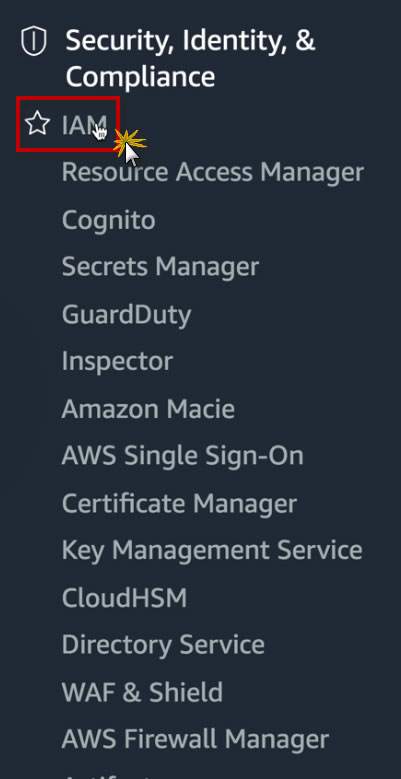 Security, Identity, &
Compliance
IAM
Resource Access Manager
Cognito
Secrets Manager
GuardDuty
Inspector
Amazon Macie
AWS Single Sign-On
Certificate Manager
Key Management Service
CloudHSM
Directory Service
WAF & Shield
AWS Firewall Manager